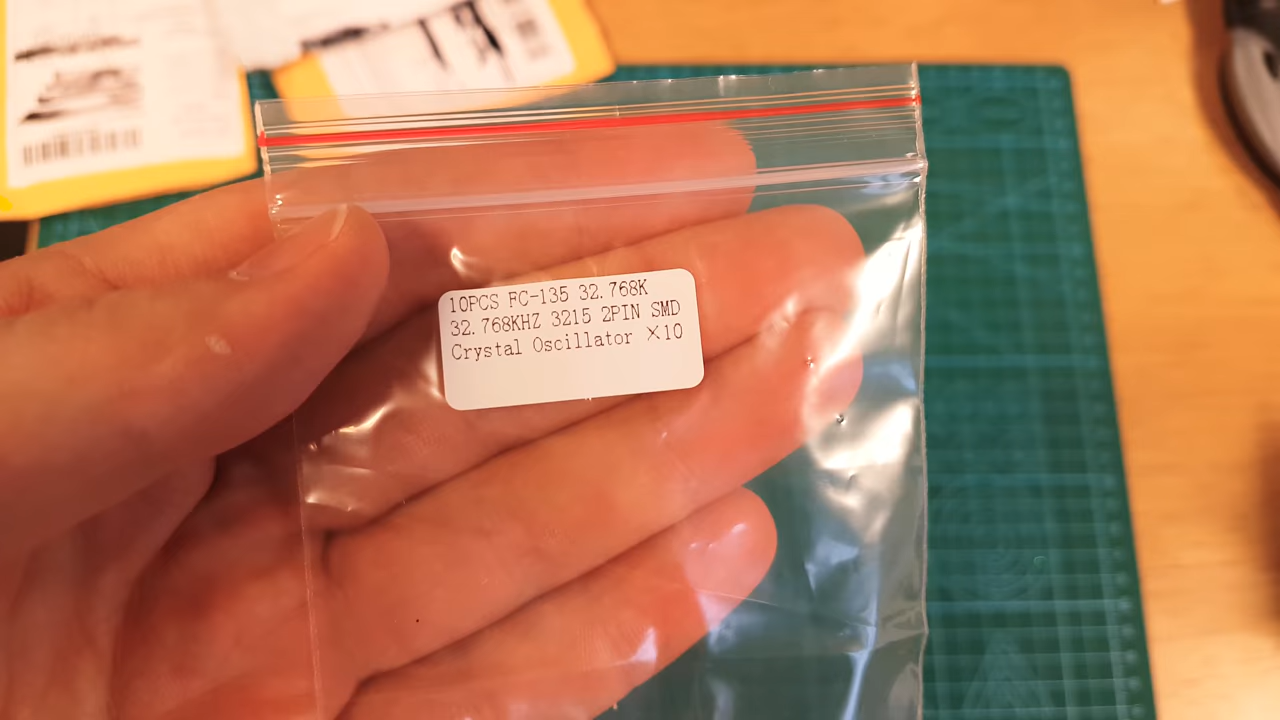 10PCS FC-135 32.768K
32.768KHZ 3215 2PIN SMD
Crystal Oscillator ×10